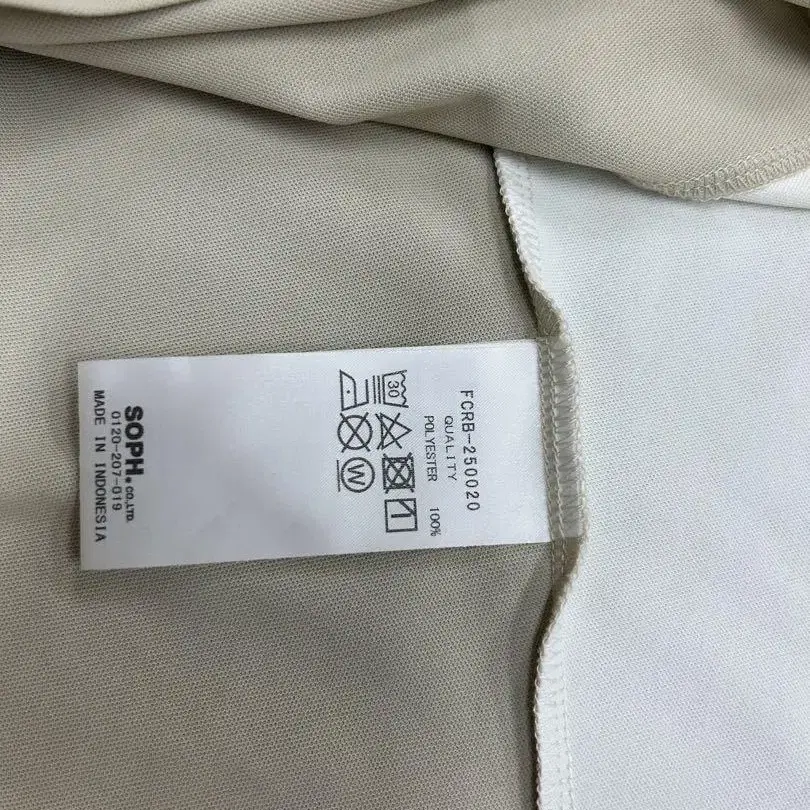 FCRB-250020
QUALITY
POLYESTER 100%
30
W
SOPH.CO.,LTD.
0120-207-019
MADE IN INDONESIA